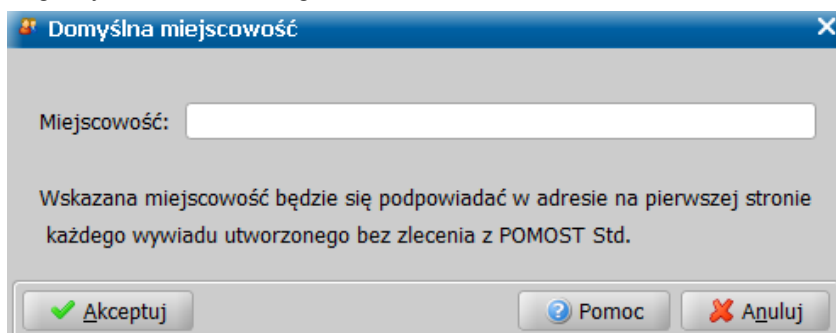 Domyślna miejscowość
Miejscowość:
Wskazana miejscowość będzie się podpowiadać w adresie na pierwszej stronie
każdego wywiadu utworzonego bez zlecenia z POMOST Std.
Akceptuj Pomoc Anuluj